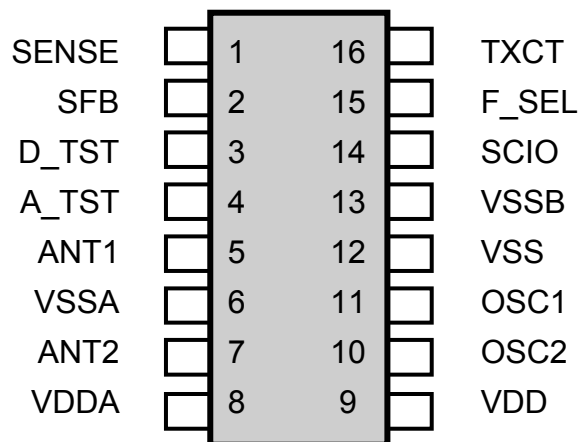 SENSE 1 16 TXCT
SFB 2 15 F_SEL
D_TST 3 14 SCIO
A_TST 4 13 VSSB
ANT1 5 12 VSS
VSSA 6 11 OSC1
ANT2 7 10 OSC2
VDDA 8 9 VDD